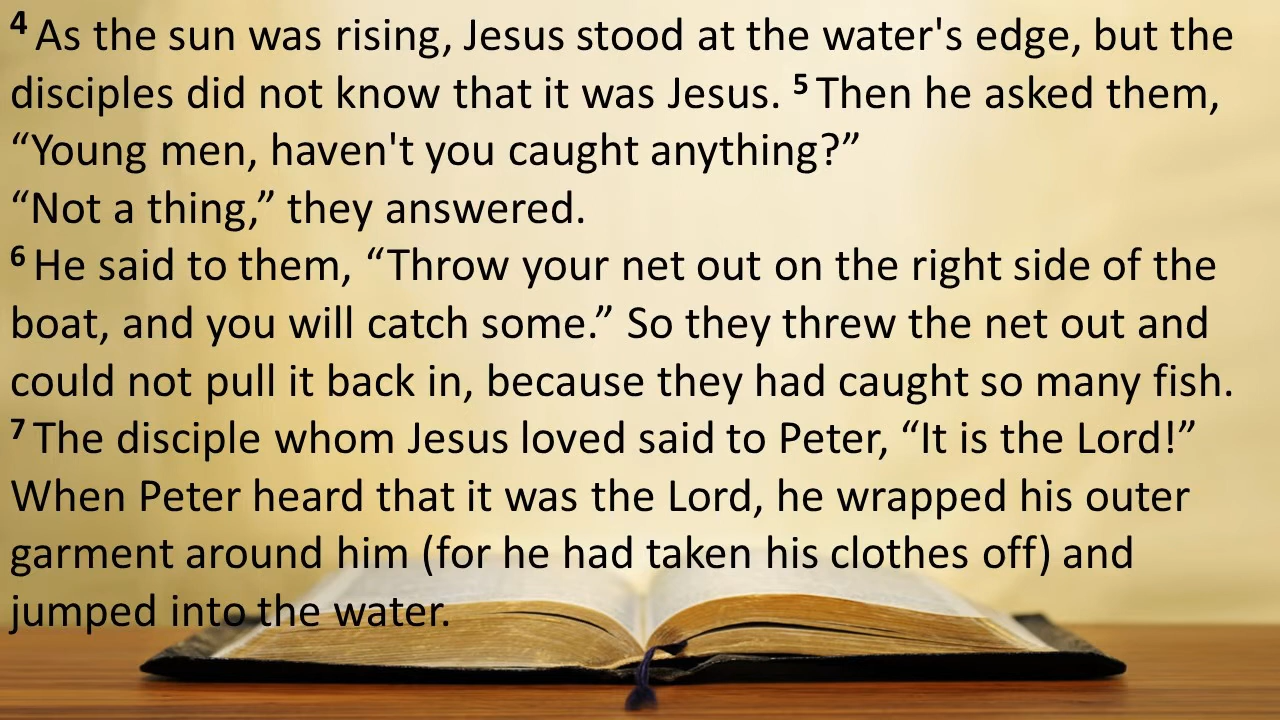 4 As the sun was rising, Jesus stood at the water's edge, but the
disciples did not know that it was Jesus. 5 Then he asked them,
“Young men, haven't you caught anything?”
“Not a thing,” they answered.
6 He said to them, “Throw your net out on the right side of the
boat, and you will catch some.” So they threw the net out and
could not pull it back in, because they had caught so many fish.
7 The disciple whom Jesus loved said to Peter, “It is the Lord!”
When Peter heard that it was the Lord, he wrapped his outer
garment around him (for he had taken his clothes off) and
jumped into the water.